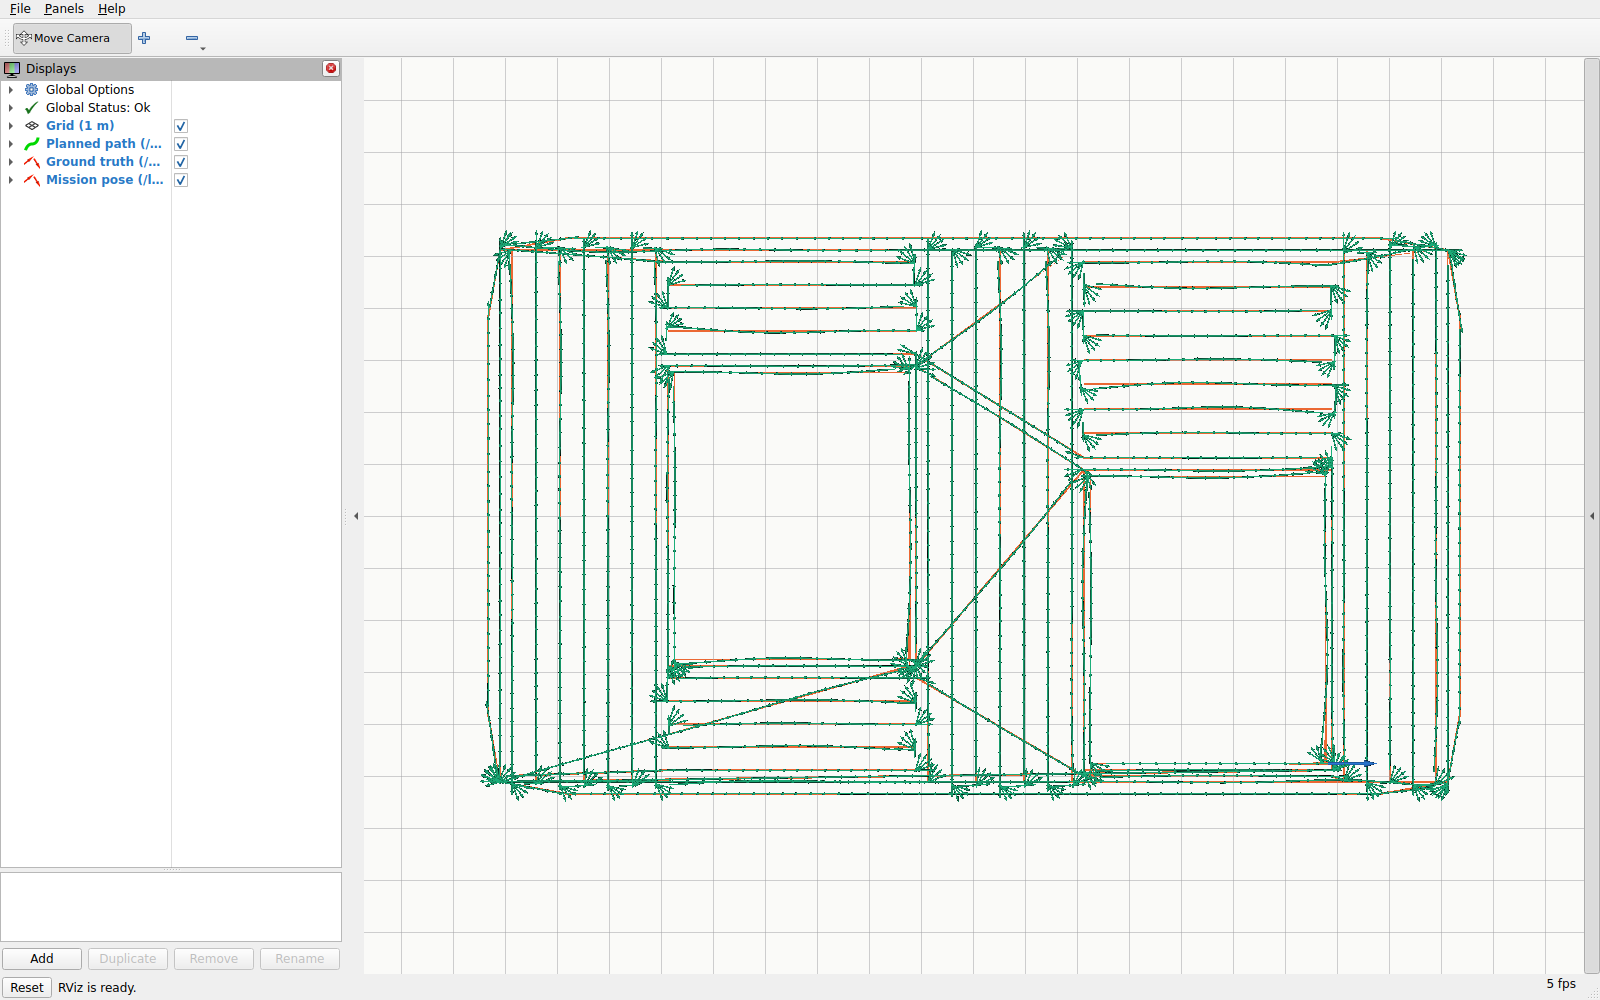 File Panels Help
Move Camera
Displays
Global Options
Global Status: Ok
Grid (1 m)
Planned path (/...
Ground truth (/...
Mission pose (/l...
Add Duplicate Remove Rename
Reset RViz is ready. 5 fps